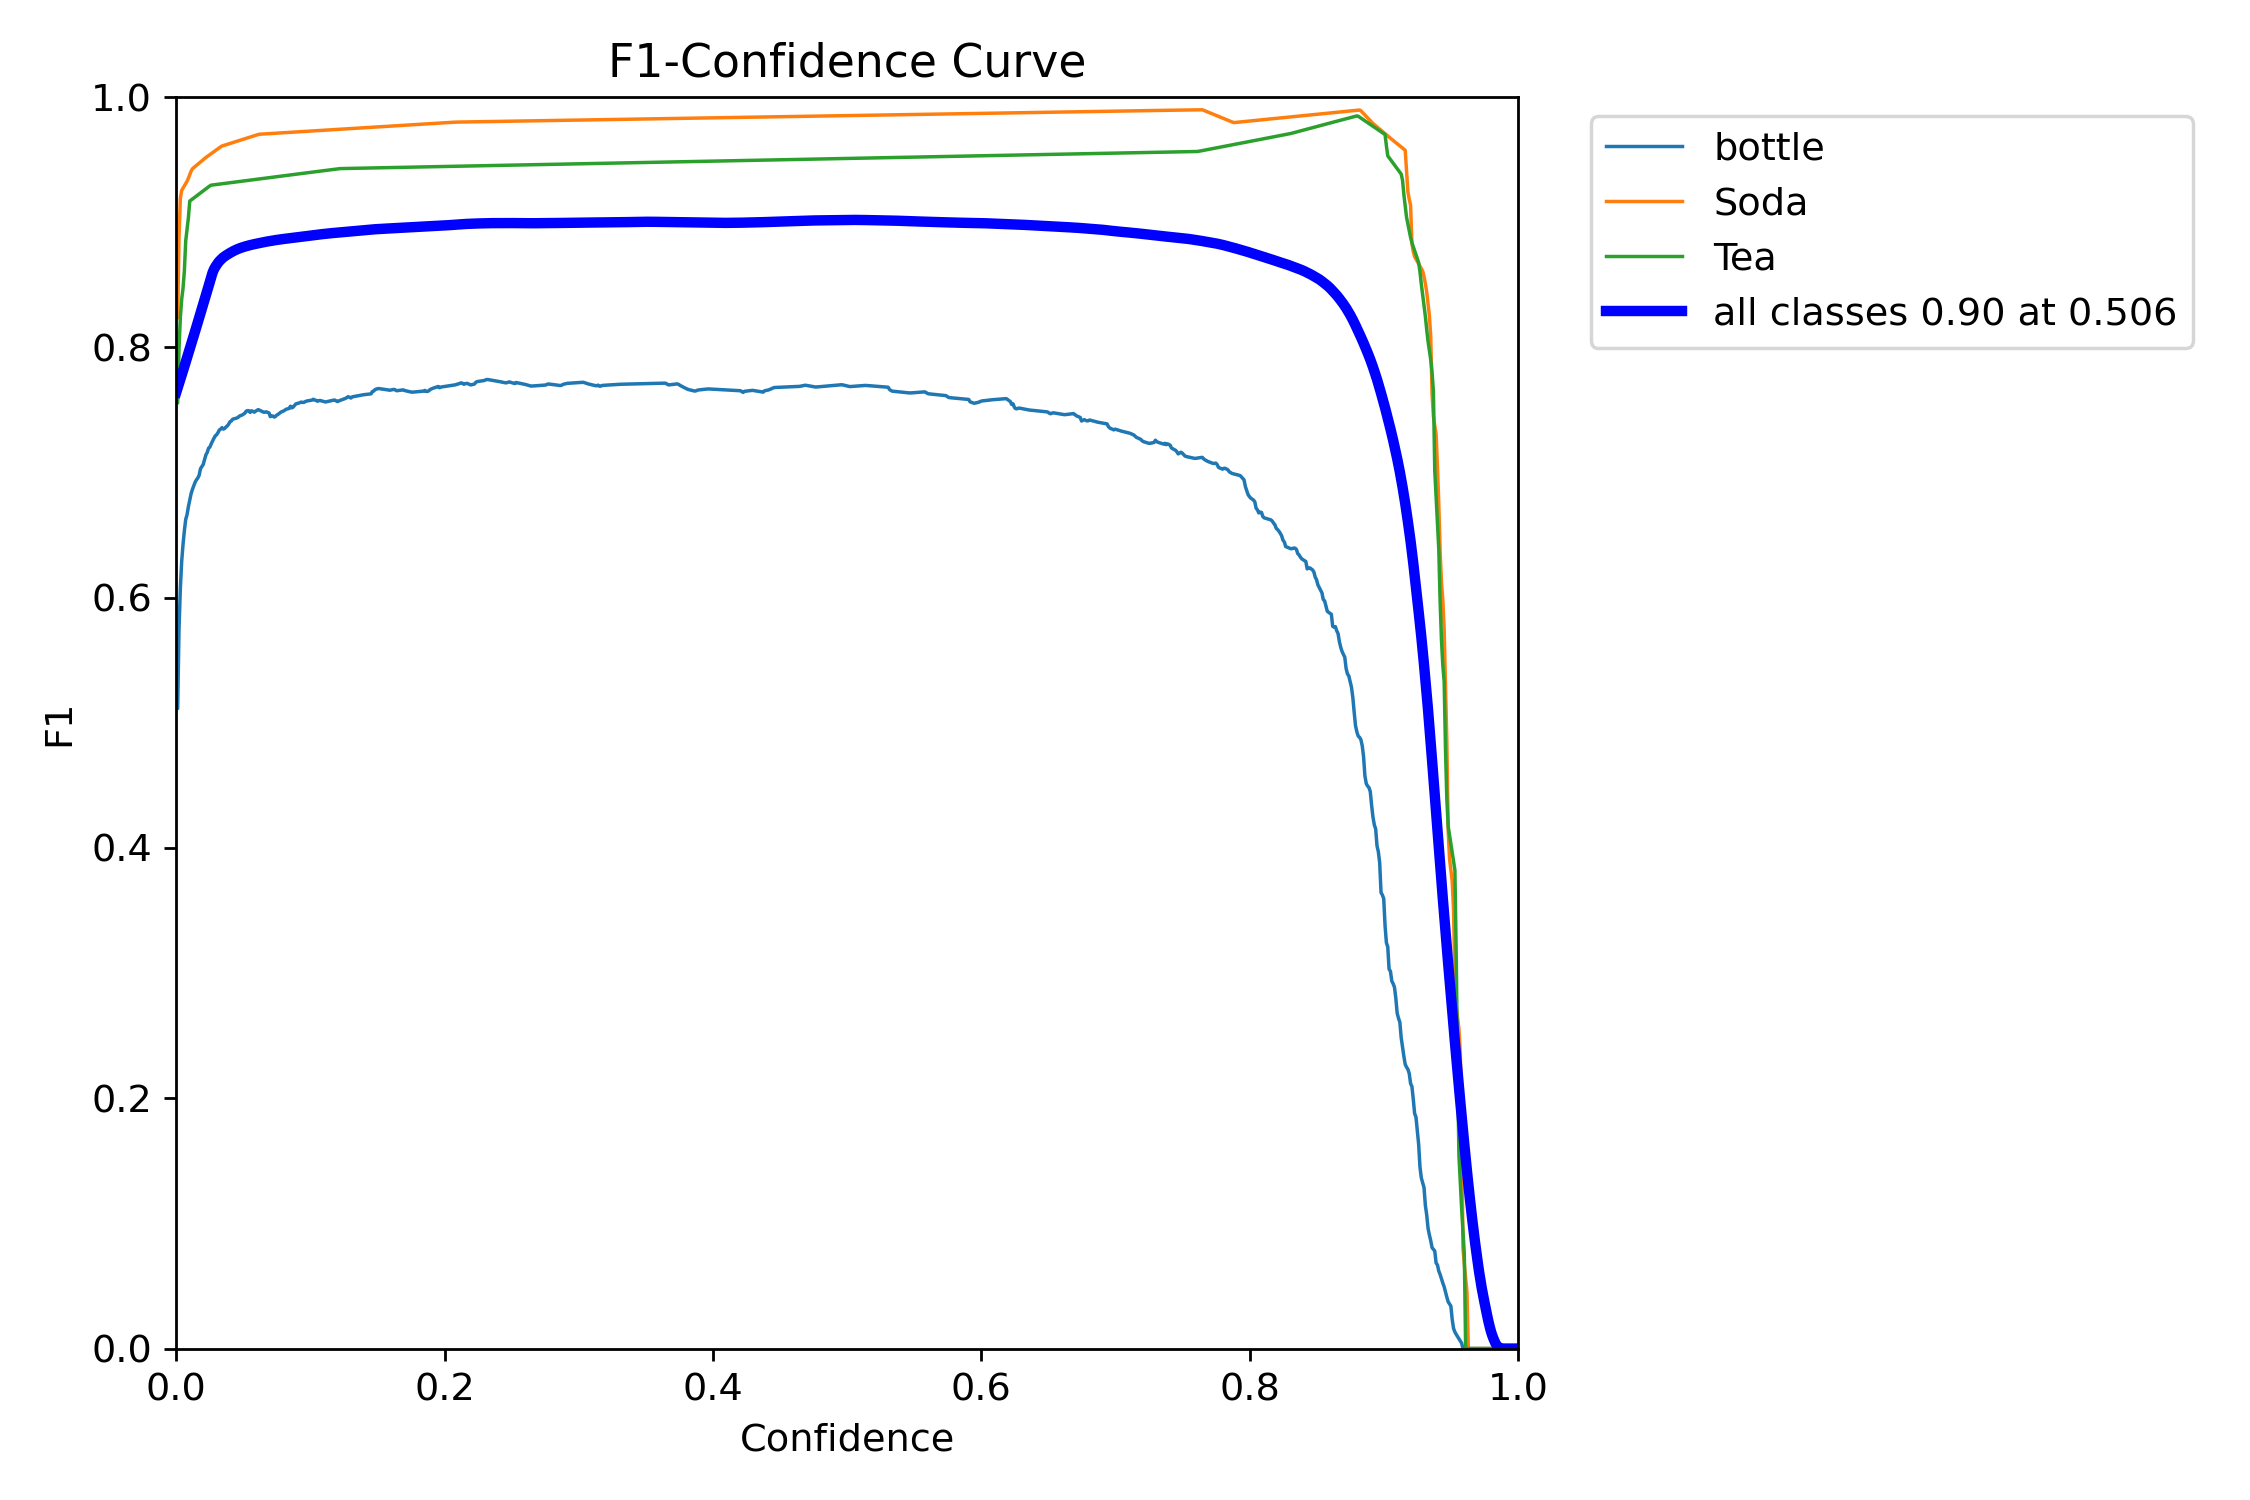 F1-Confidence Curve
1.0
0.8
0.6
0.4
0.2
0.0
F1
0.0 0.2 0.4 0.6 0.8 1.0
Confidence
bottle
Soda
Tea
all classes 0.90 at 0.506